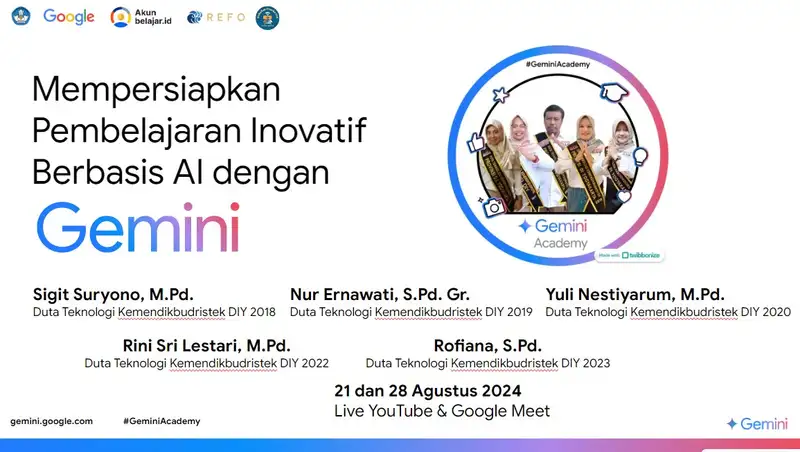 Google
Akun
belajar.id
REFO
#GeminiAcademy
Mempersiapkan
Pembelajaran Inovatif
Berbasis AI dengan
Gemini
Gemini
Academy
Made with twibbonize
Sigit Suryono, M.Pd.
Duta Teknologi Kemendikbudristek DIY 2018
Nur Ernawati, S.Pd. Gr.
Duta Teknologi Kemendikbudristek DIY 2019
Yuli Nestiyarum, M.Pd.
Duta Teknologi Kemendikbudristek DIY 2020
Rini Sri Lestari, M.Pd.
Duta Teknologi Kemendikbudristek DIY 2022
Rofiana, S.Pd.
Duta Teknologi Kemendikbudristek DIY 2023
21 dan 28 Agustus 2024
Live YouTube & Google Meet
gemini.google.com
#GeminiAcademy
Gemini